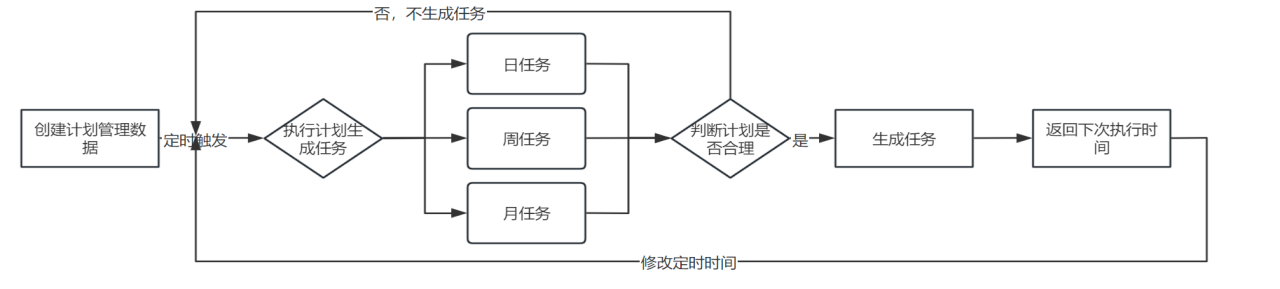 否，不生成任务
日任务
创建计划管理数
据
定时触发
执行计划生
成任务
周任务
判断计划是
否合理
是
生成任务
返回下次执行时
间
月任务
修改定时时间